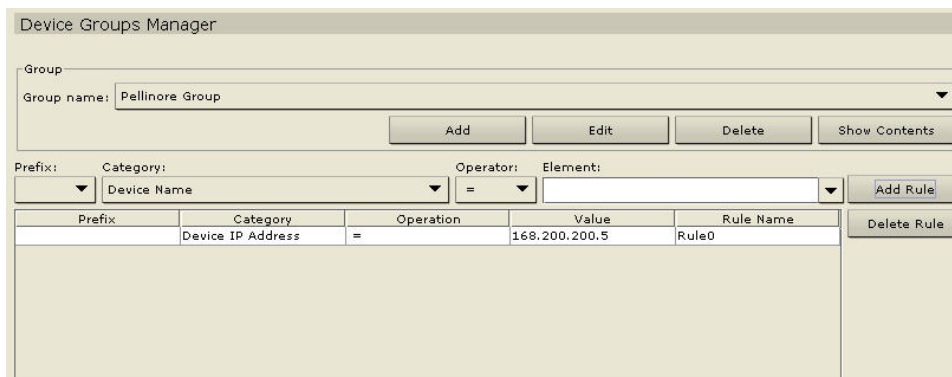 Device Groups Manager
Group
Group name: Pellinore Group
Add Edit Delete Show Contents
Prefix: Category: Operator: Element:
Device Name = Add Rule
Prefix Category Operation Value Rule Name Delete Rule
Device IP Address = 168.200.200.5 Rule0